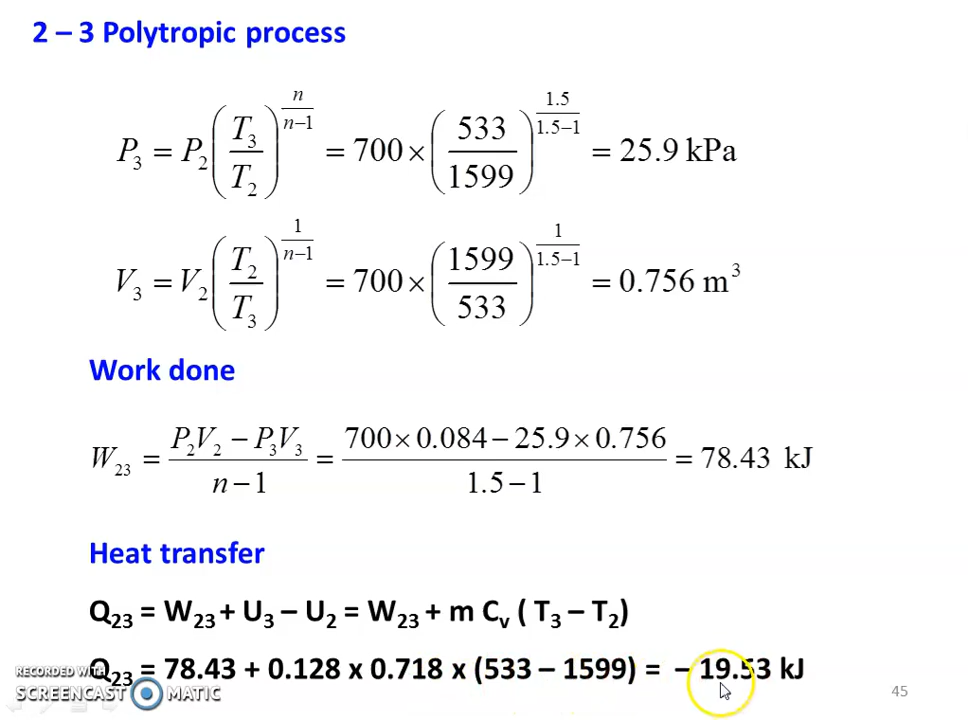 2 – 3 Polytropic process
P₃ = P₂ (T₃/T₂)^(n/(n−1)) = 700 × (533/1599)^(1.5/(1.5−1)) = 25.9 kPa
V₃ = V₂ (T₂/T₃)^(1/(n−1)) = 700 × (1599/533)^(1/(1.5−1)) = 0.756 m³
Work done
W₂₃ = (P₂V₂ − P₃V₃)/(n − 1) = (700 × 0.084 − 25.9 × 0.756)/(1.5 − 1) = 78.43 kJ
Heat transfer
Q₂₃ = W₂₃ + U₃ – U₂ = W₂₃ + m Cᵥ ( T₃ – T₂)
Q₂₃ = 78.43 + 0.128 x 0.718 x (533 – 1599) = – 19.53 kJ
RECORDED WITH
SCREENCAST MATIC
45